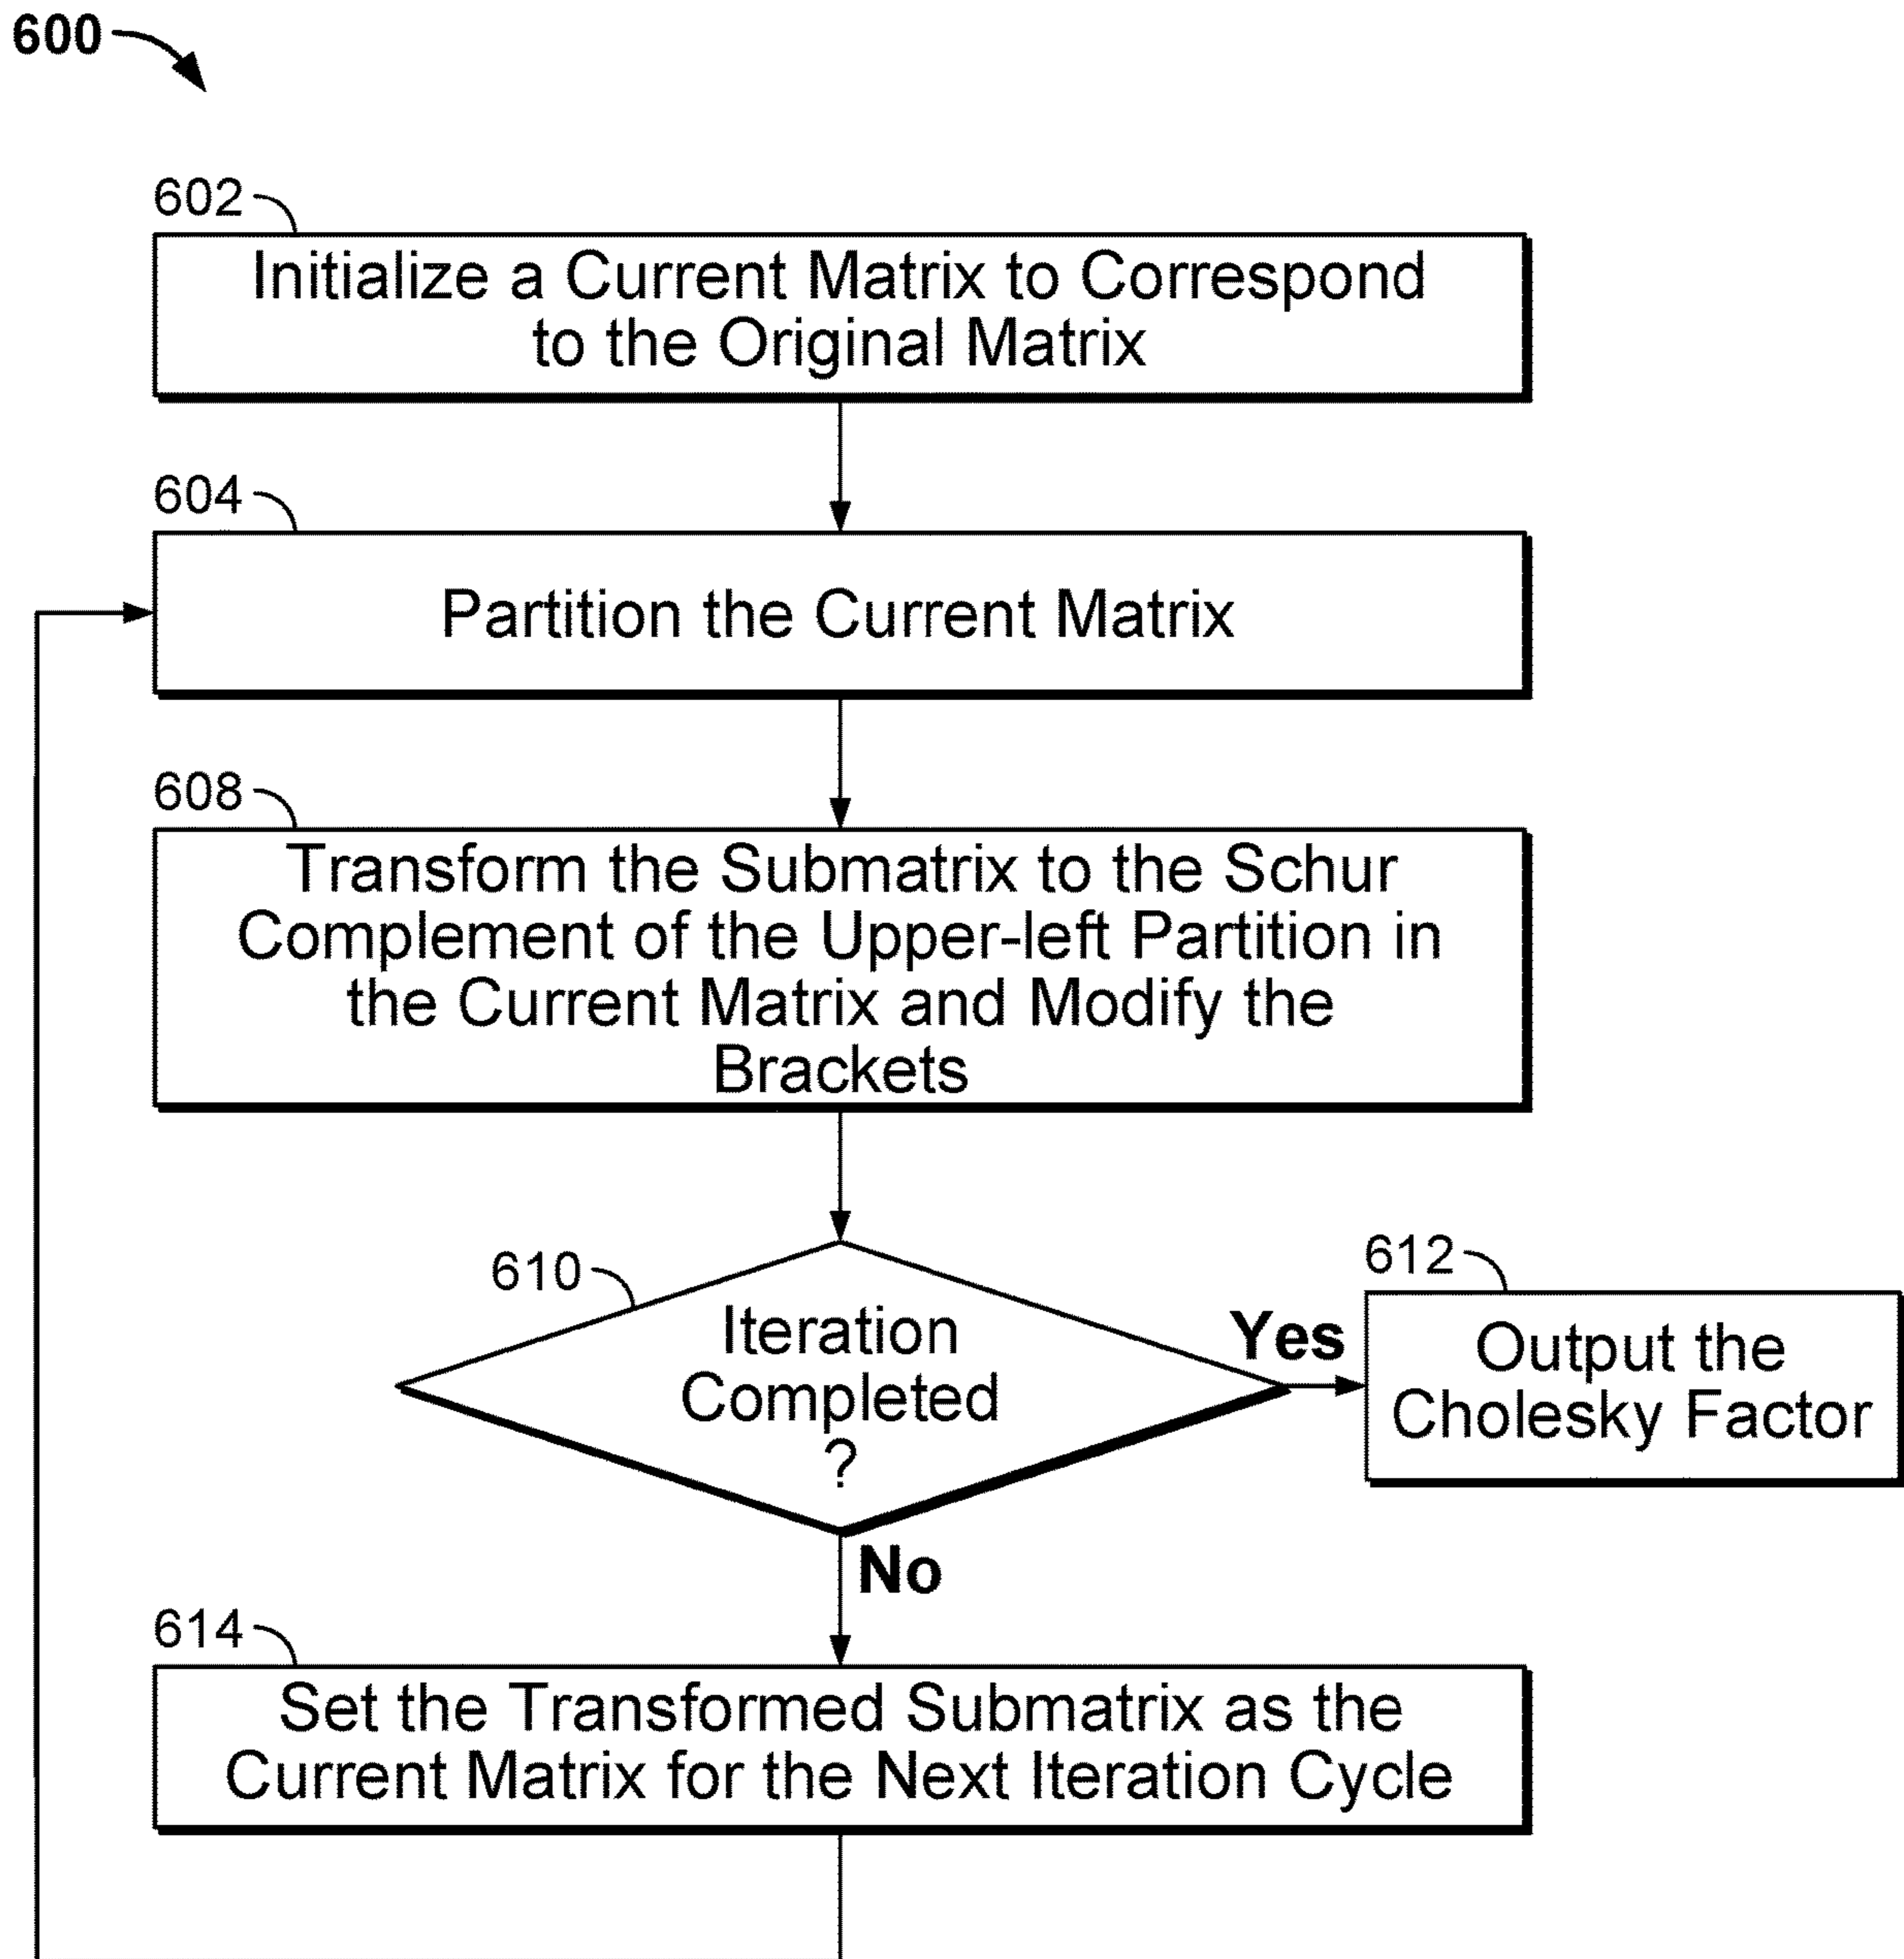 600
602
Initialize a Current Matrix to Correspond
to the Original Matrix
604
Partition the Current Matrix
608
Transform the Submatrix to the Schur
Complement of the Upper-left Partition in
the Current Matrix and Modify the
Brackets
610
Iteration
Completed
?
Yes
612
Output the
Cholesky Factor
No
614
Set the Transformed Submatrix as the
Current Matrix for the Next Iteration Cycle